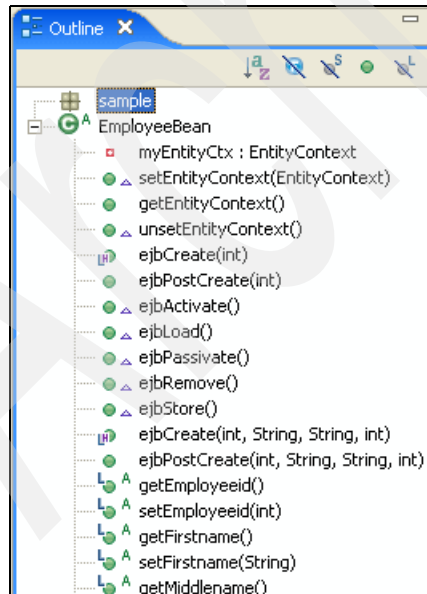 Outline
sample
EmployeeBean
myEntityCtx : EntityContext
setEntityContext(EntityContext)
getEntityContext()
unsetEntityContext()
ejbCreate(int)
ejbPostCreate(int)
ejbActivate()
ejbLoad()
ejbPassivate()
ejbRemove()
ejbStore()
ejbCreate(int, String, String, int)
ejbPostCreate(int, String, String, int)
getEmployeeid()
setEmployeeid(int)
getFirstname()
setFirstname(String)
getMiddlename()